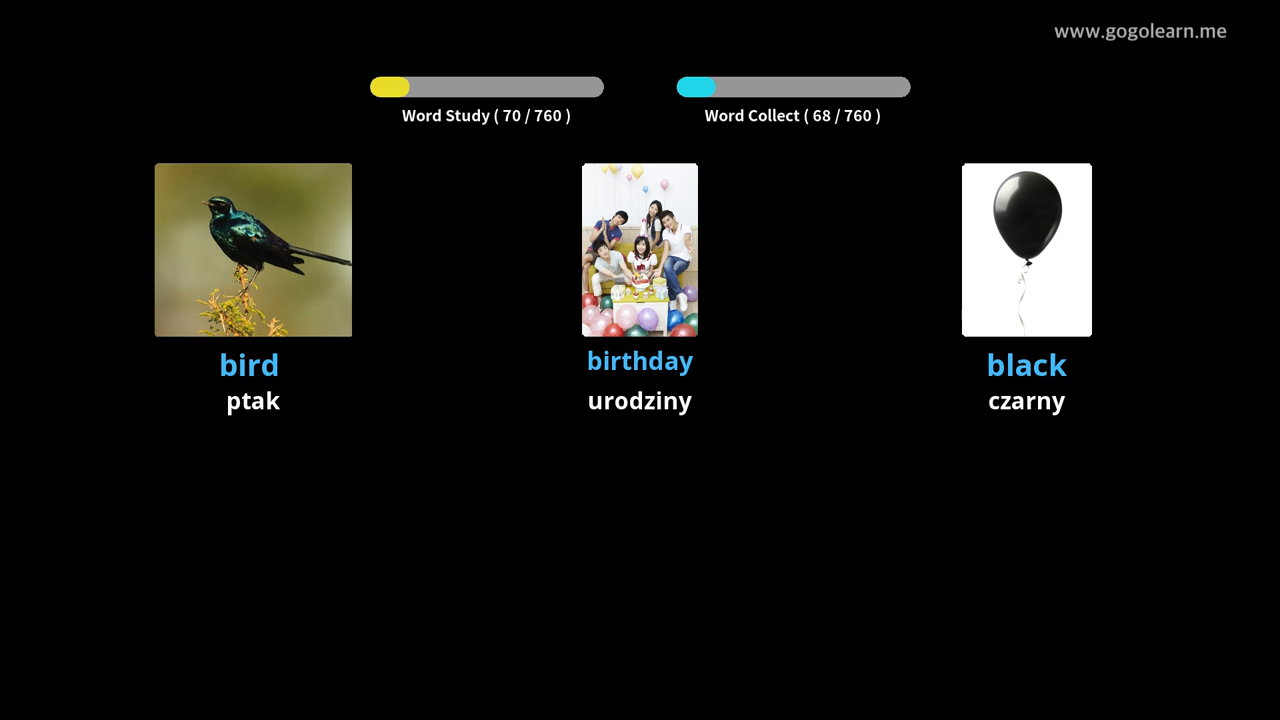 www.gogolearn.me
Word Study ( 70 / 760 )
Word Collect ( 68 / 760 )
bird
ptak
birthday
urodziny
black
czarny